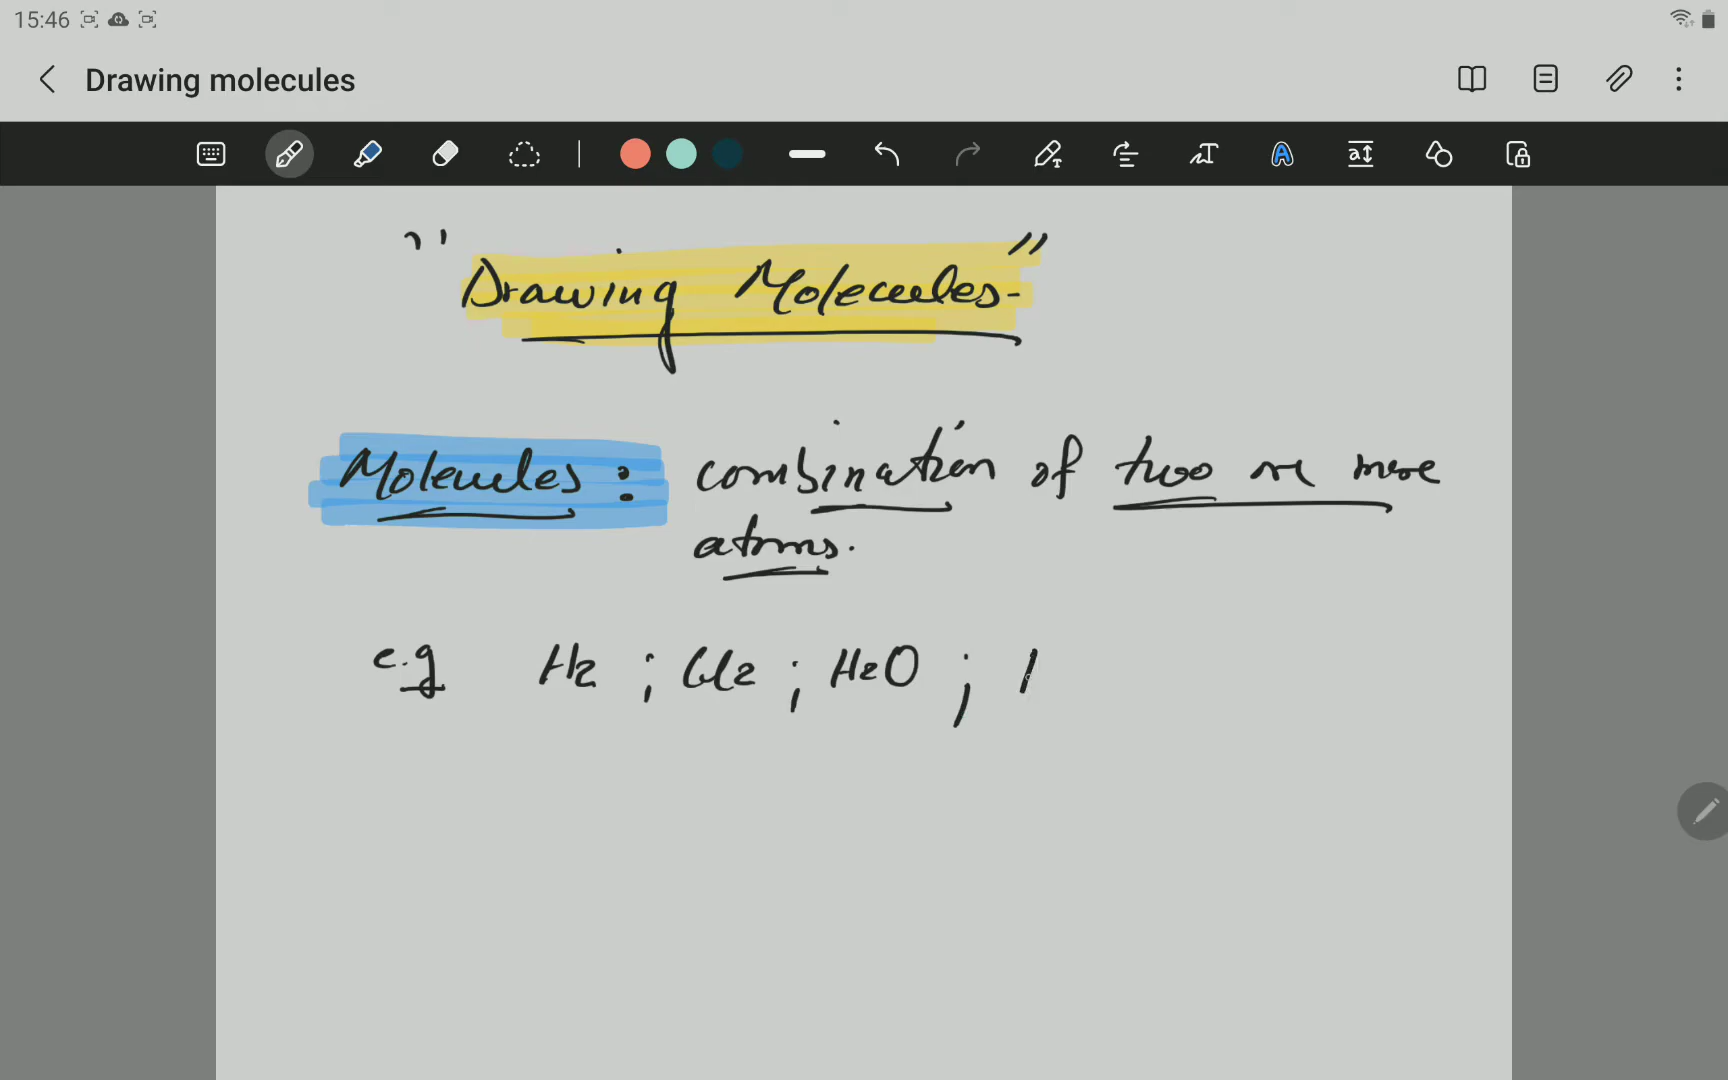 15:46
Drawing molecules
"Drawing Molecules-"
Molecules : combination of two or more
atoms.
e.g H2 ; Cl2 ; H2O ;